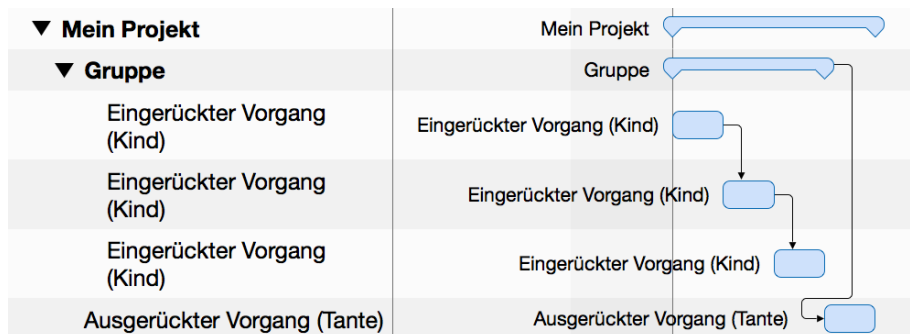 Mein Projekt
Mein Projekt
Gruppe
Gruppe
Eingerückter Vorgang
(Kind)
Eingerückter Vorgang (Kind)
Eingerückter Vorgang
(Kind)
Eingerückter Vorgang (Kind)
Eingerückter Vorgang
(Kind)
Eingerückter Vorgang (Kind)
Ausgerückter Vorgang (Tante)
Ausgerückter Vorgang (Tante)